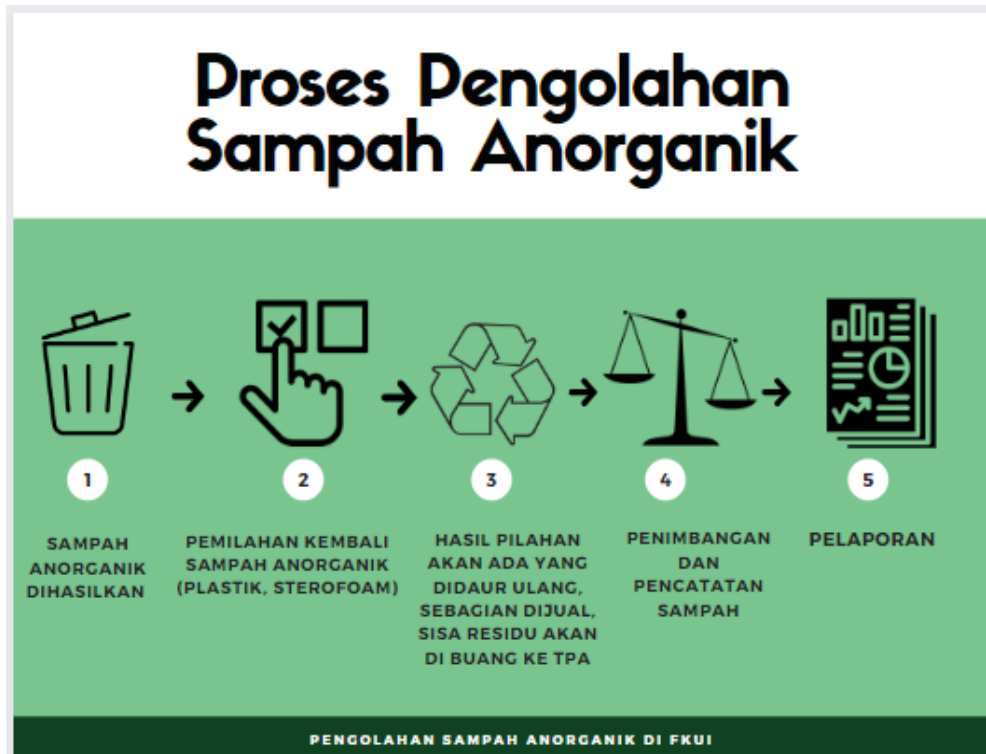 Proses Pengolahan
Sampah Anorganik
1
SAMPAH
ANORGANIK
DIHASILKAN
2
PEMILAHAN KEMBALI
SAMPAH ANORGANIK
(PLASTIK, STEROFOAM)
3
HASIL PILAHAN
AKAN ADA YANG
DIDAUR ULANG,
SEBAGIAN DIJUAL,
SISA RESIDU AKAN
DI BUANG KE TPA
4
PENIMBANGAN
DAN
PENCATATAN
SAMPAH
5
PELAPORAN
PENGOLAHAN SAMPAH ANORGANIK DI FKUI